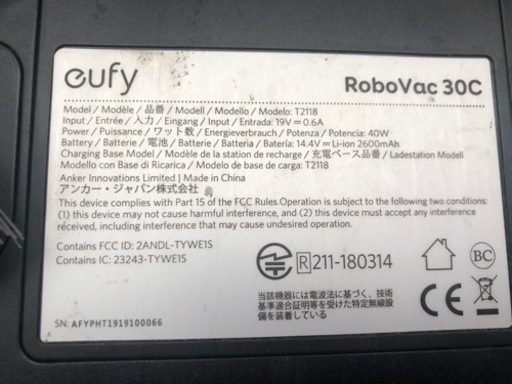 eufy
RoboVac 30C
Model / Modèle / 品番 / Modell / Modello / Modelo: T2118
Input / Entrée / 入力 / Eingang / Input / Entrada: 19V ⎓ 0.6A
Power / Puissance / ワット数 / Energieverbrauch / Potenza / Potencia: 40W
Battery / Batterie / 電池 / Batterie / Batteria / Batería: 14.4V ⎓ Li-ion 2600mAh
Charging Base Model / Modèle de la station de recharge / 充電ベース品番 / Ladestation Modell
Modello con Base di Ricarica / Modelo de base de carga: T2118
Anker Innovations Limited | Made in China
アンカー・ジャパン株式会社
This device complies with Part 15 of the FCC Rules.Operation is subject to the following two conditions:
(1) this device may not cause harmful interference, and (2) this device must accept any interference
received, including interference that may cause undesired operation.
Contains FCC ID: 2ANDL-TYWE1S
Contains IC: 23243-TYWE1S
R 211-180314
BC
当該機器には電波法に基づく、技術
基準適合証明等を受けた特定無線設
備を装着している
CE
SN: AFYPHT1919100066